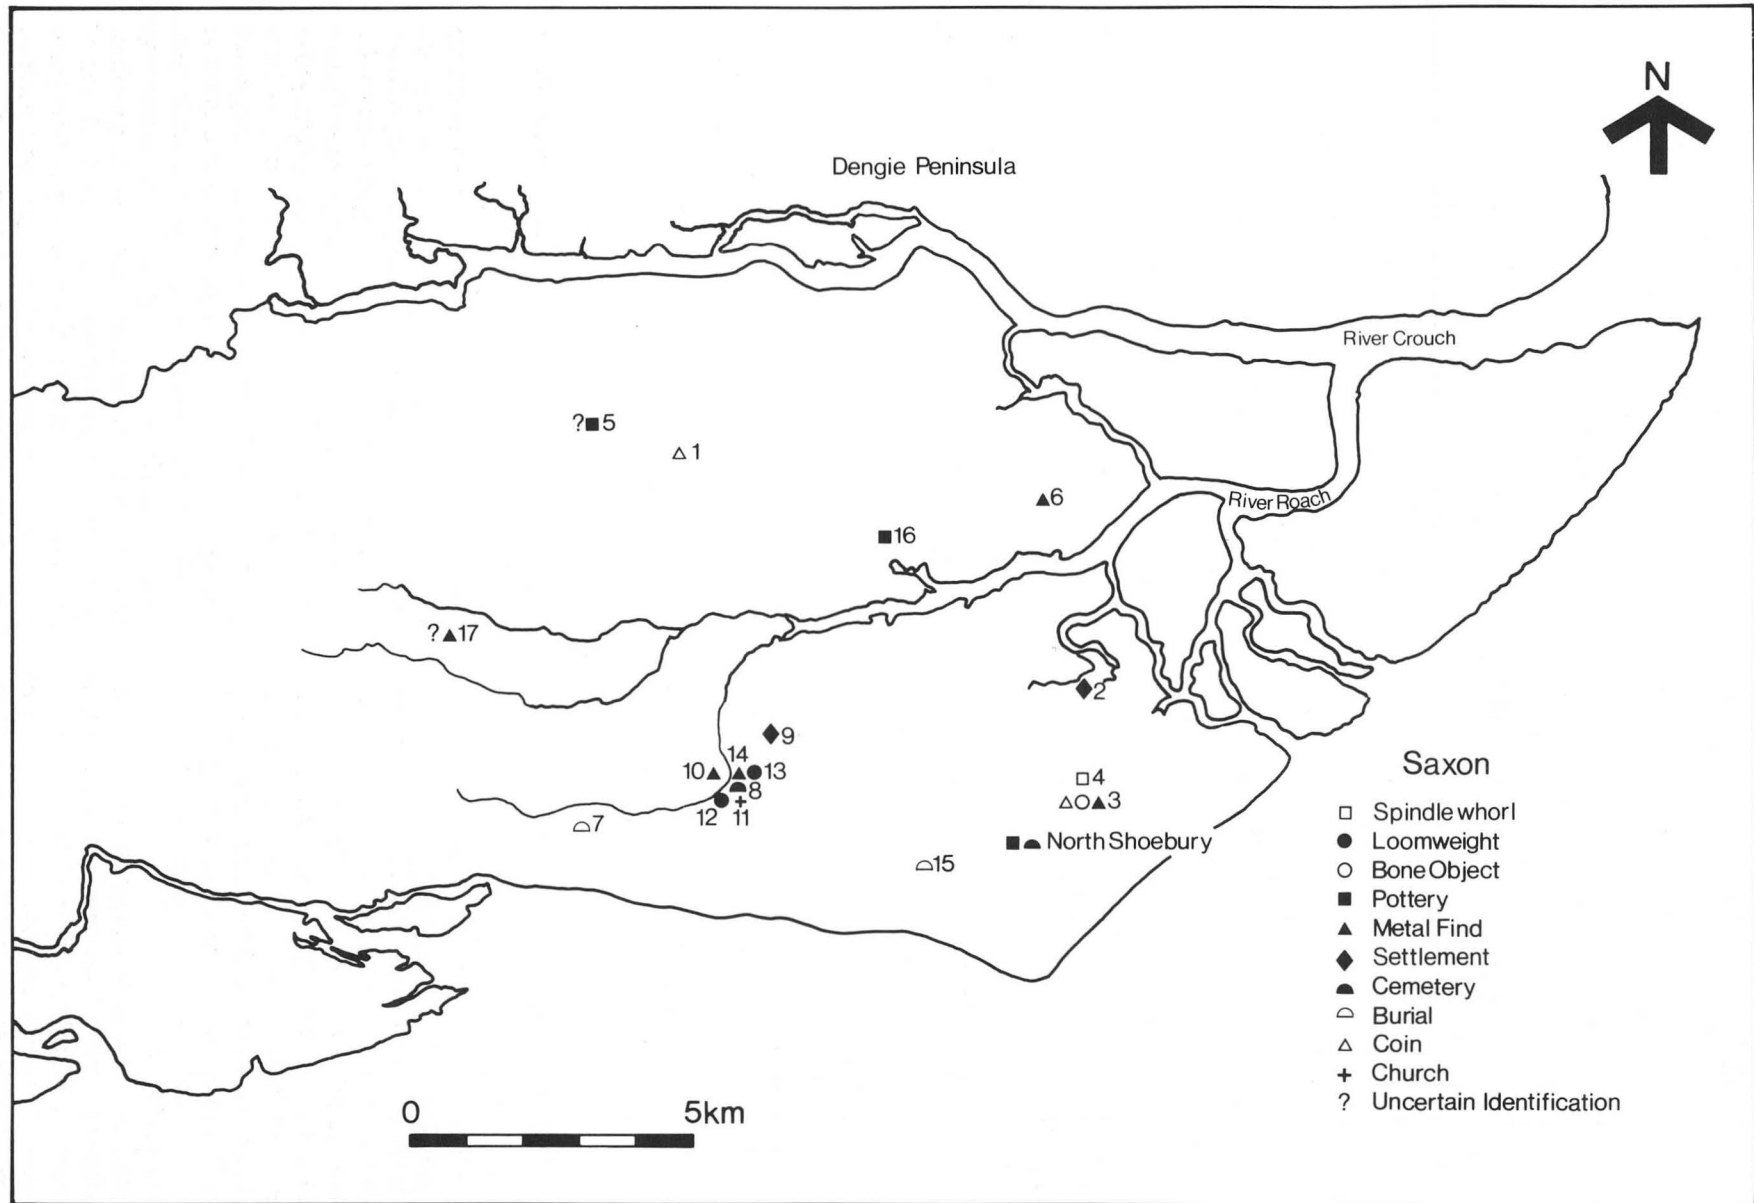 N
Dengie Peninsula
River Crouch
? 5
1
6
River Roach
16
? 17
2
9
14
10 13
8
12 11
7
4
3
North Shoebury
15
Saxon
Spindle whorl
Loomweight
Bone Object
Pottery
Metal Find
Settlement
Cemetery
Burial
Coin
Church
? Uncertain Identification
0 5km